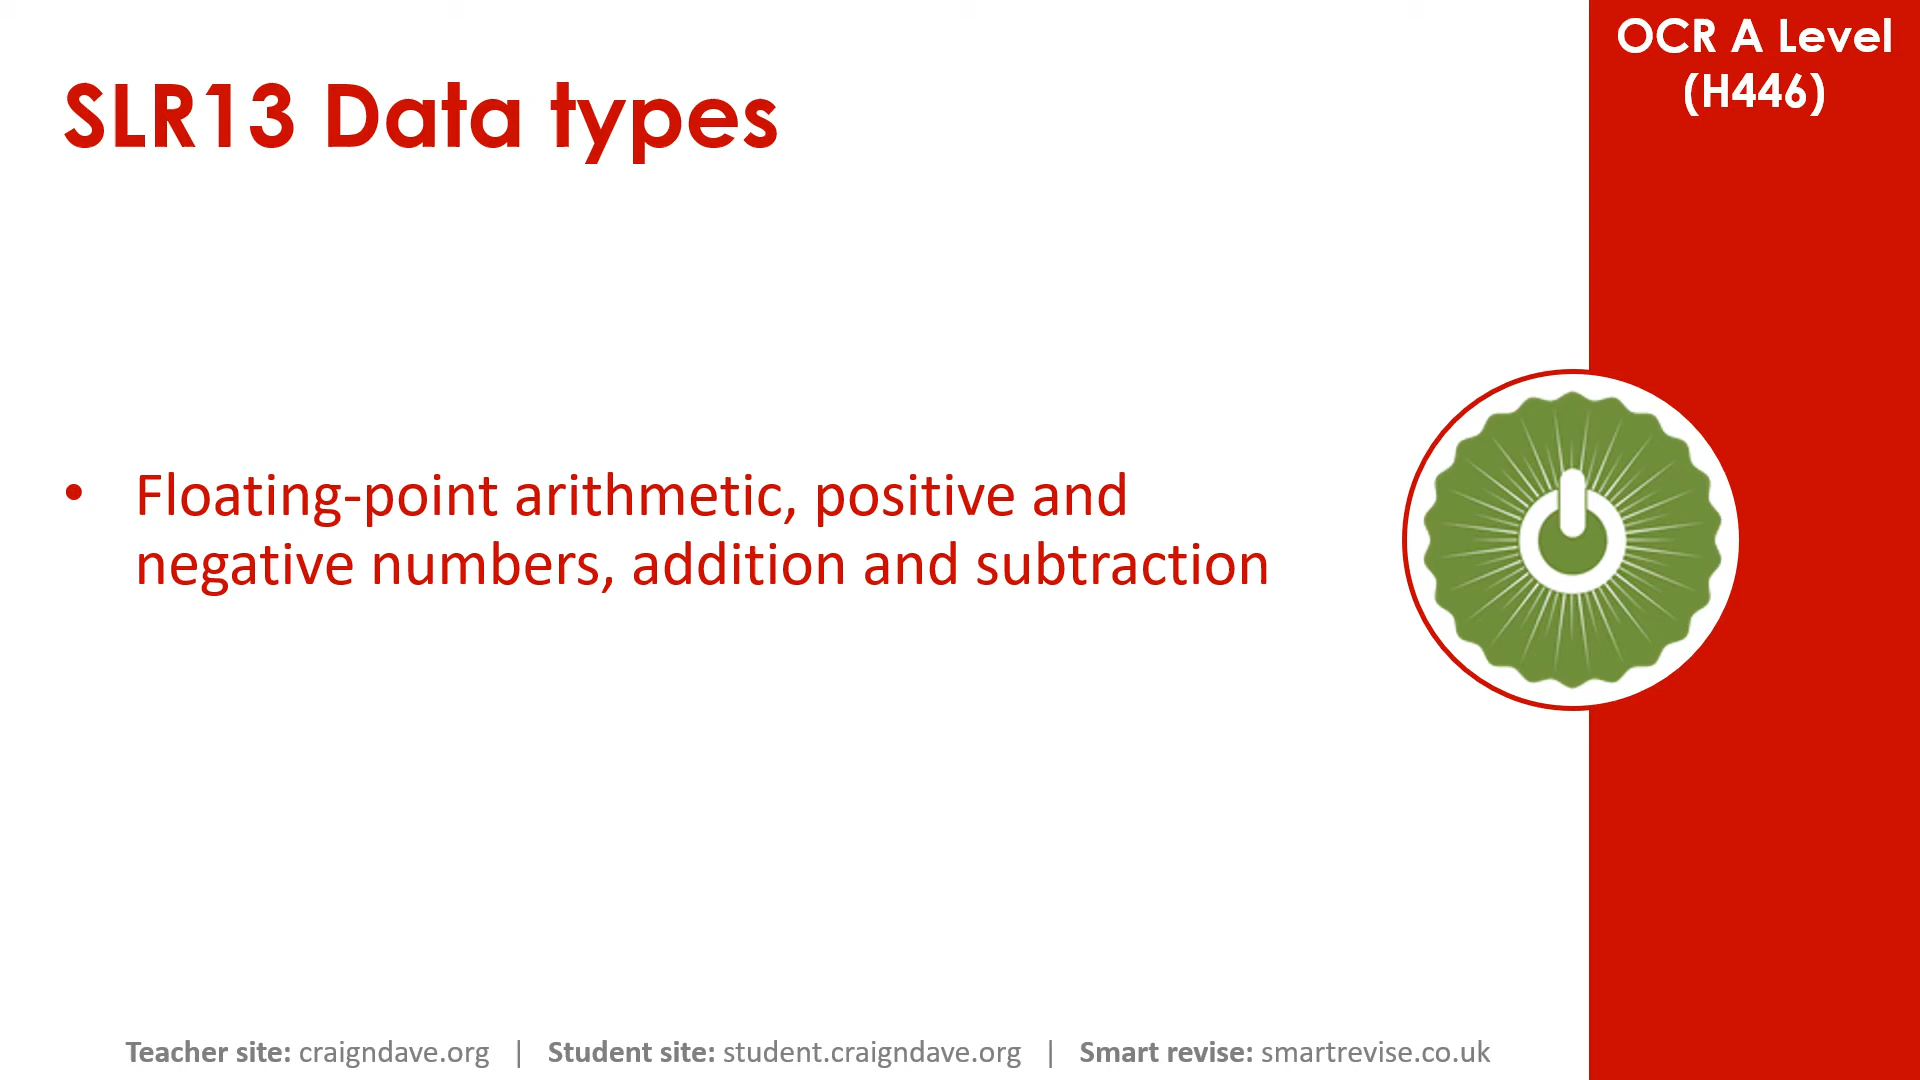 OCR A Level
(H446)
SLR13 Data types
• Floating-point arithmetic, positive and
negative numbers, addition and subtraction
Teacher site: craigndave.org | Student site: student.craigndave.org | Smart revise: smartrevise.co.uk